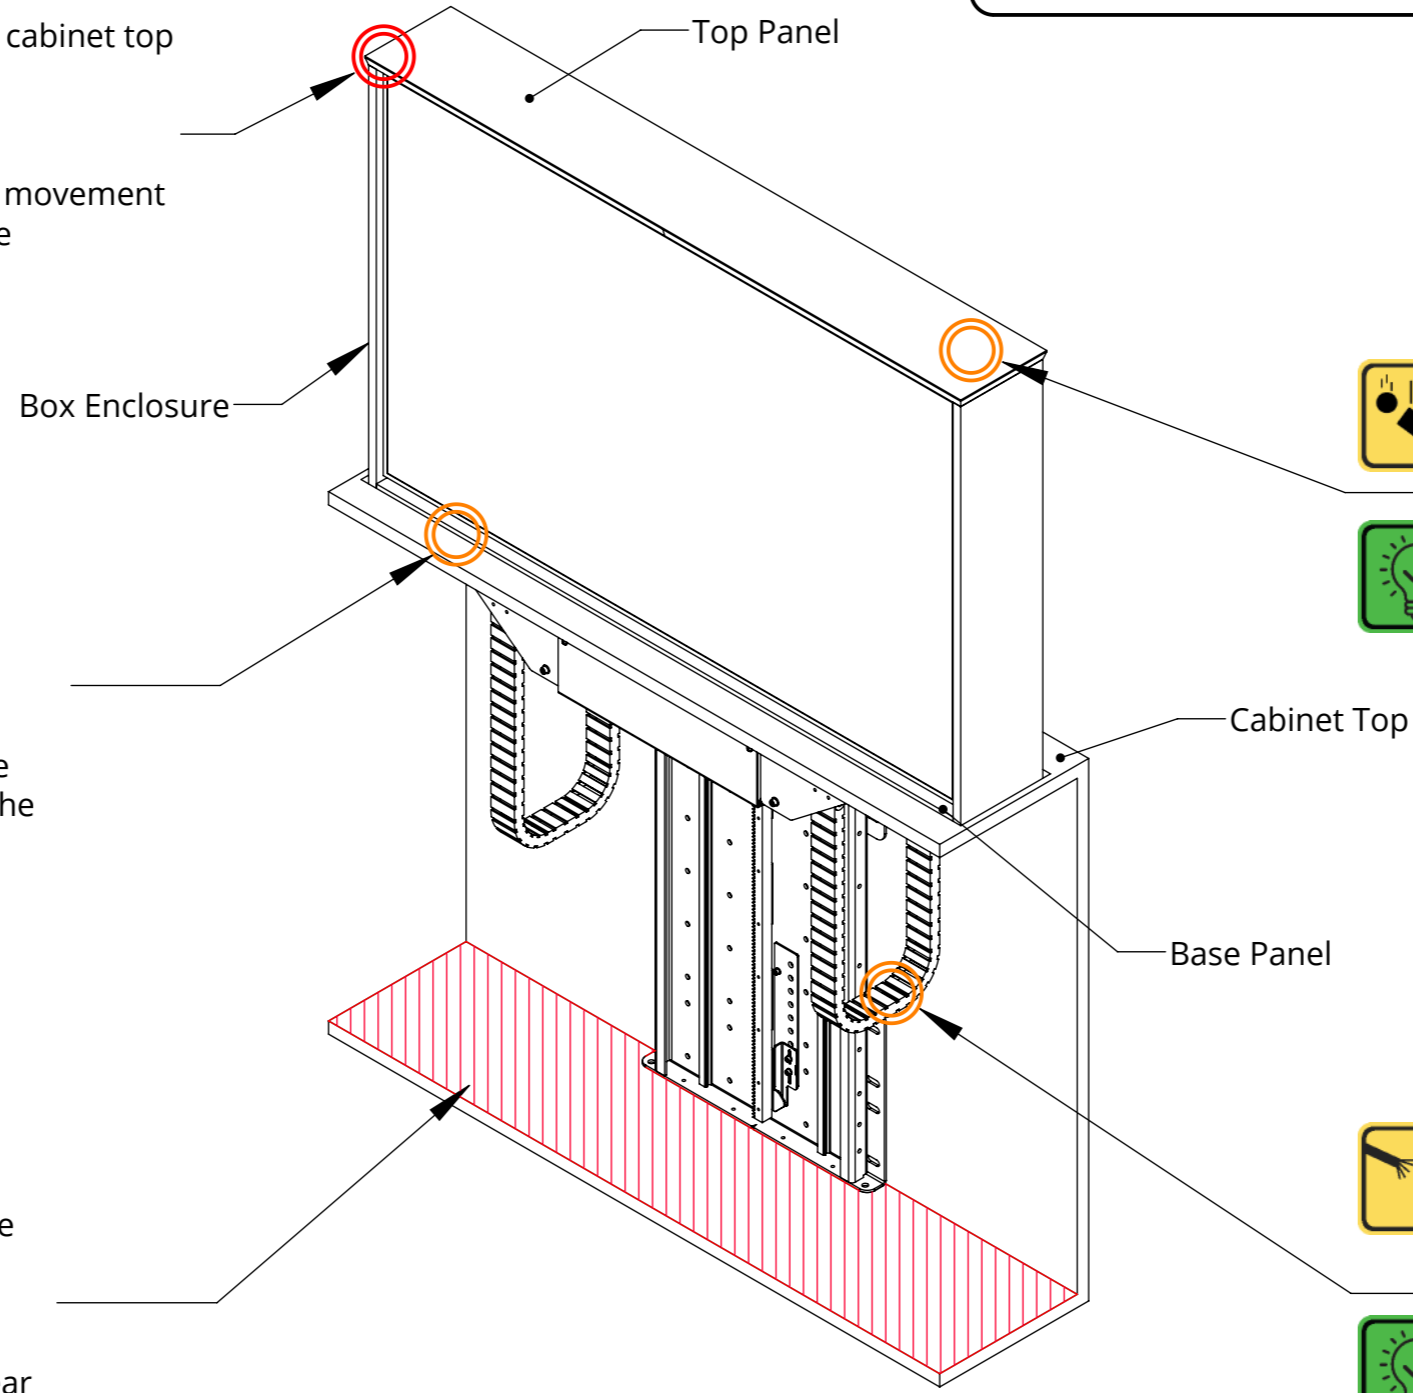 cabinet top
Top Panel
movement
e
Box Enclosure
Cabinet Top
e
he
Base Panel
e
ar